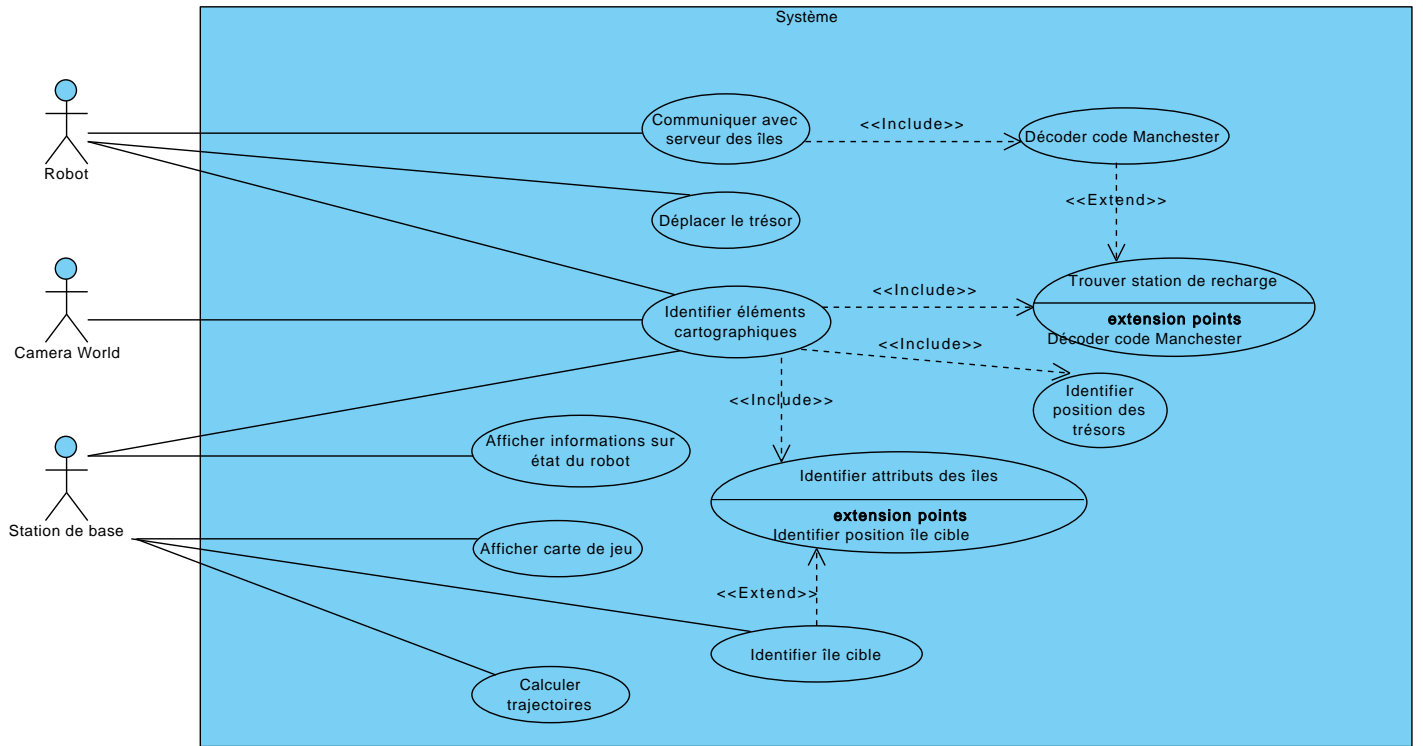 Système
Communiquer avec
serveur des îles
<<Include>>
Décoder code Manchester
Robot
<<Extend>>
Déplacer le trésor
Trouver station de recharge
extension points
Décoder code Manchester
<<Include>>
Identifier éléments
cartographiques
Camera World
<<Include>>
Identifier
position des
trésors
<<Include>>
Afficher informations sur
état du robot
Identifier attributs des îles
extension points
Identifier position île cible
Station de base
Afficher carte de jeu
<<Extend>>
Identifier île cible
Calculer
trajectoires